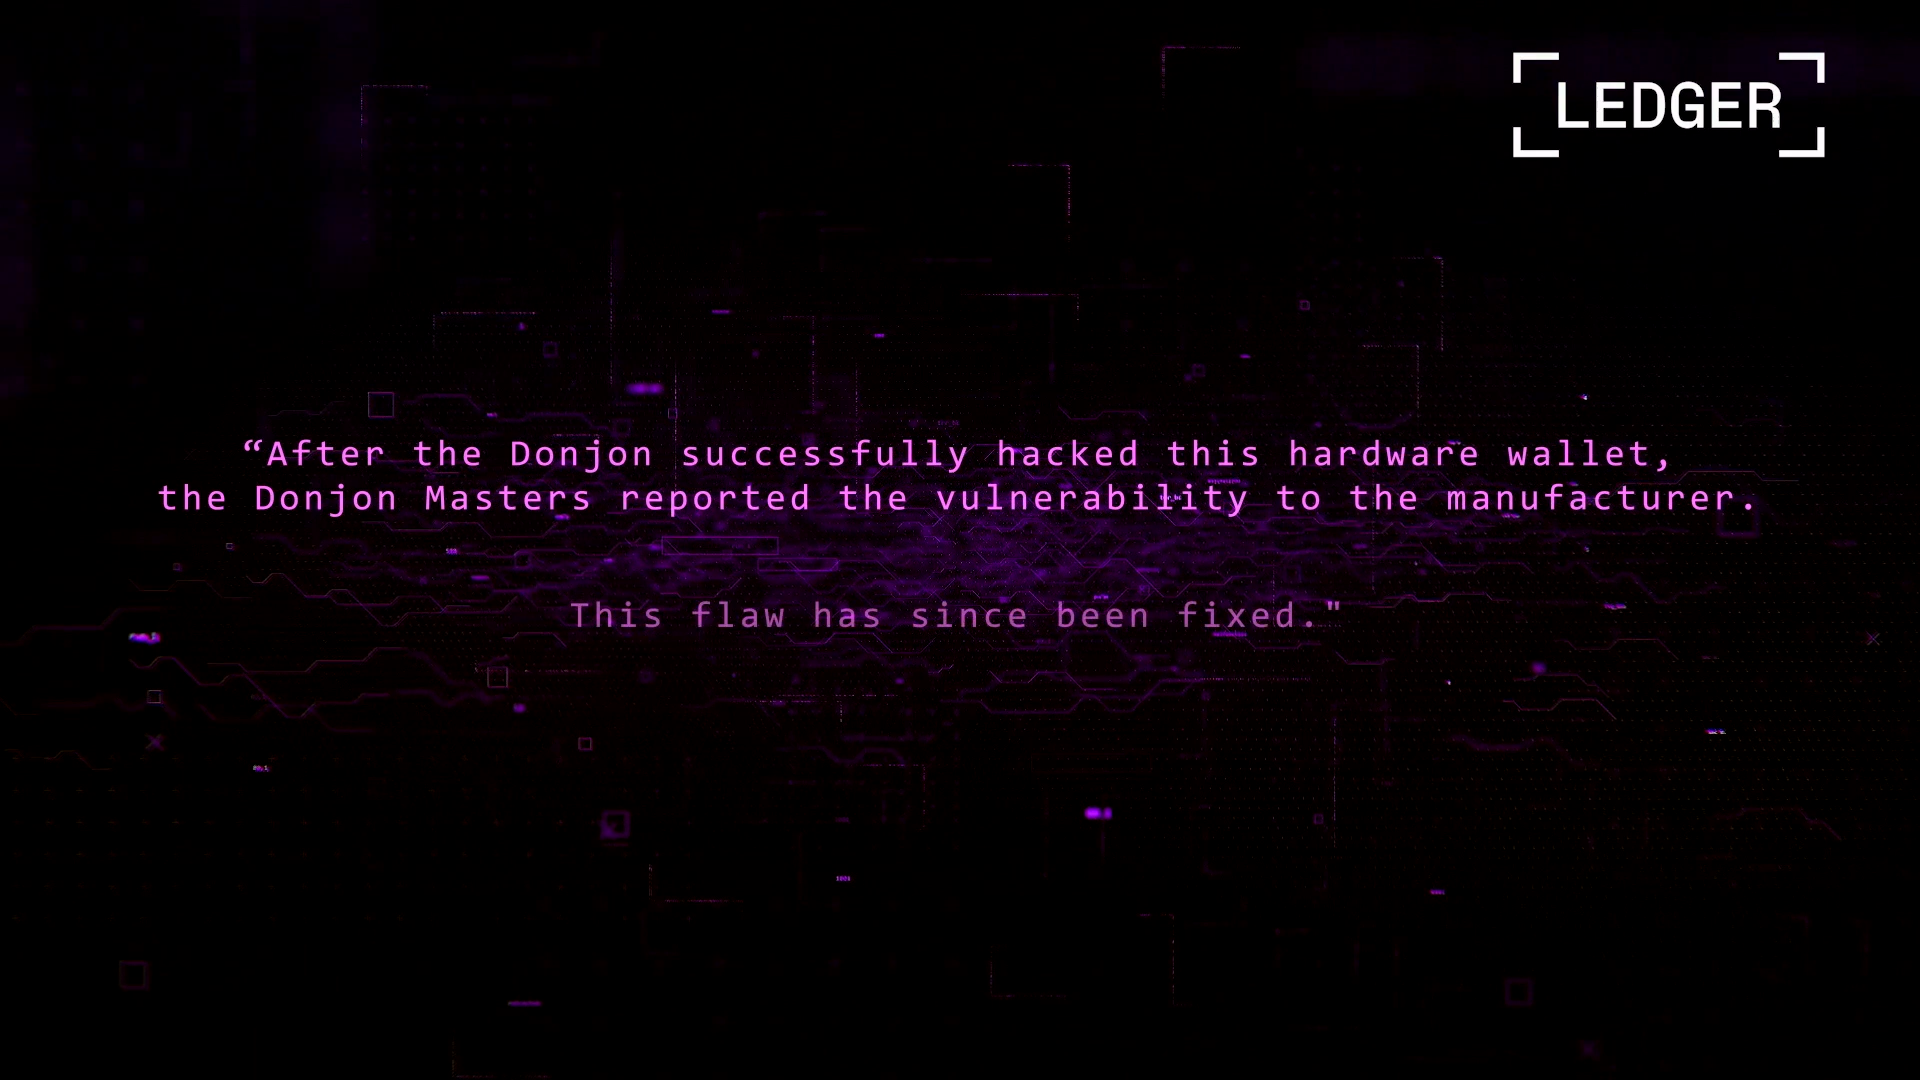 LEDGER
“After the Donjon successfully hacked this hardware wallet,
the Donjon Masters reported the vulnerability to the manufacturer.
This flaw has since been fixed."